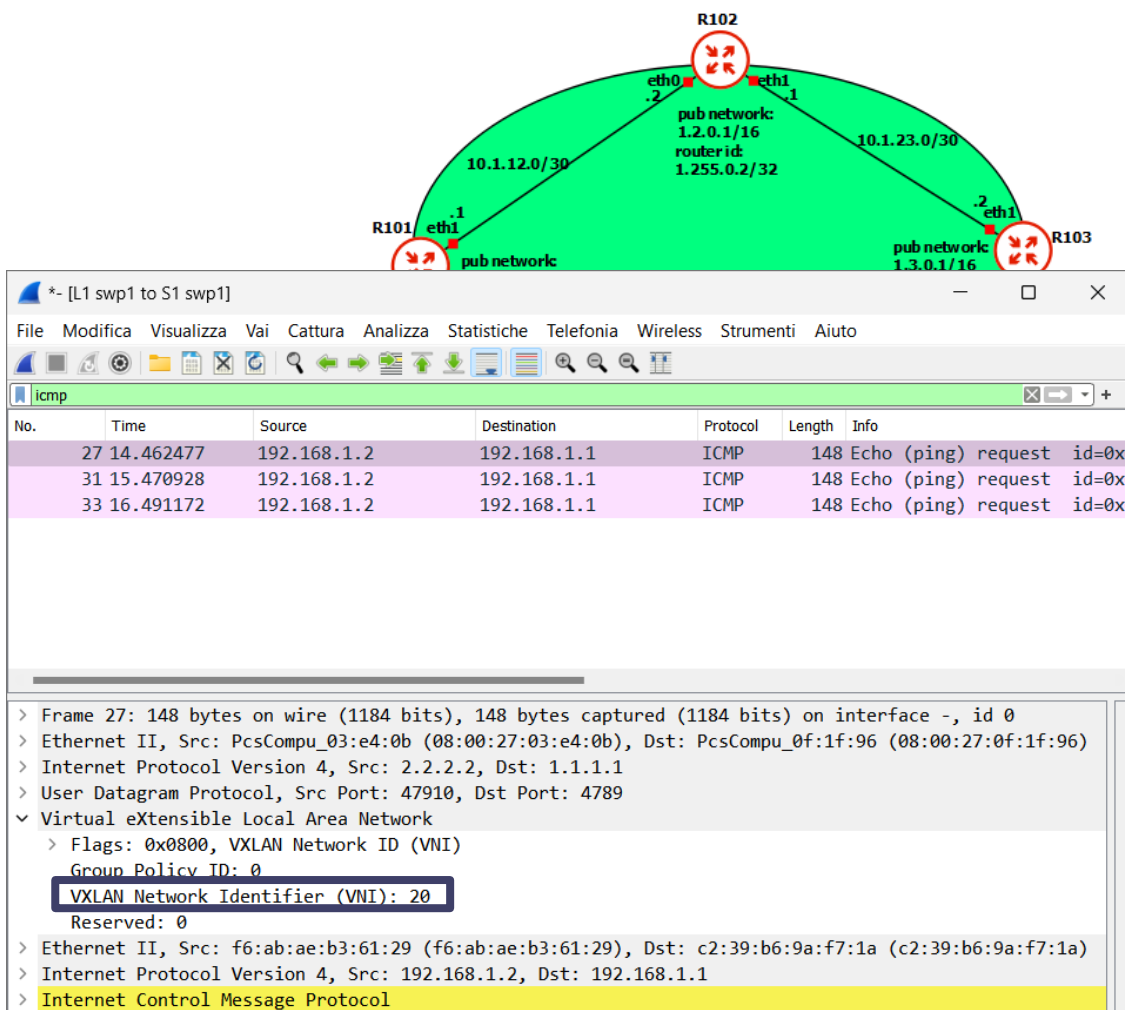 R102
eth0
eth1
.2
.1
pub network:
1.2.0.1/16
router id:
1.255.0.2/32
10.1.12.0/30
10.1.23.0/30
.1
R101
eth1
.2
eth1
R103
pub network:
pub network:
1.3.0.1/16
*- [L1 swp1 to S1 swp1]
File Modifica Visualizza Vai Cattura Analizza Statistiche Telefonia Wireless Strumenti Aiuto
icmp
No. Time Source Destination Protocol Length Info
27 14.462477 192.168.1.2 192.168.1.1 ICMP 148 Echo (ping) request id=0x
31 15.470928 192.168.1.2 192.168.1.1 ICMP 148 Echo (ping) request id=0x
33 16.491172 192.168.1.2 192.168.1.1 ICMP 148 Echo (ping) request id=0x
Frame 27: 148 bytes on wire (1184 bits), 148 bytes captured (1184 bits) on interface -, id 0
Ethernet II, Src: PcsCompu_03:e4:0b (08:00:27:03:e4:0b), Dst: PcsCompu_0f:1f:96 (08:00:27:0f:1f:96)
Internet Protocol Version 4, Src: 2.2.2.2, Dst: 1.1.1.1
User Datagram Protocol, Src Port: 47910, Dst Port: 4789
Virtual eXtensible Local Area Network
Flags: 0x0800, VXLAN Network ID (VNI)
Group Policy ID: 0
VXLAN Network Identifier (VNI): 20
Reserved: 0
Ethernet II, Src: f6:ab:ae:b3:61:29 (f6:ab:ae:b3:61:29), Dst: c2:39:b6:9a:f7:1a (c2:39:b6:9a:f7:1a)
Internet Protocol Version 4, Src: 192.168.1.2, Dst: 192.168.1.1
Internet Control Message Protocol